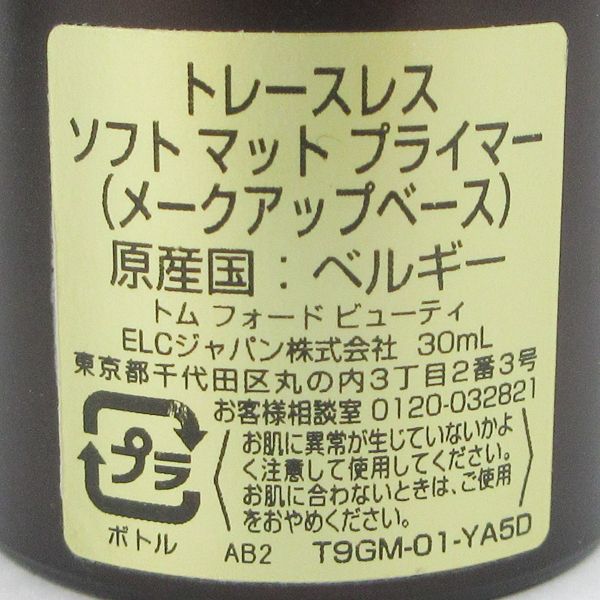 トレースレス
ソフト マット プライマー
(メークアップベース)
原産国：ベルギー
トム フォード ビューティ
ELCジャパン株式会社 30mL
東京都千代田区丸の内3丁目2番3号
お客様相談室 0120-032821
プラ
ボトル
〈お肌に異常が生じていないかよ
く注意して使用してください。
お肌に合わないときは、ご使用
をおやめください。〉
AB2 T9GM-01-YA5D